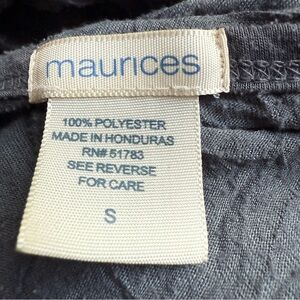 maurices
100% POLYESTER
MADE IN HONDURAS
RN# 51783
SEE REVERSE
FOR CARE
S